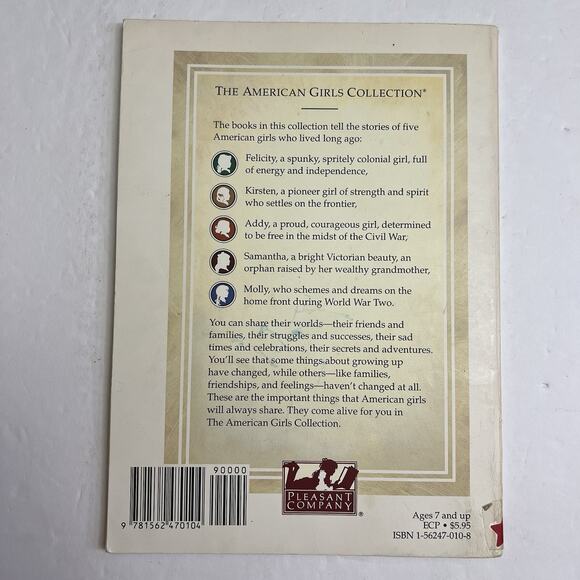 THE AMERICAN GIRLS COLLECTION®
The books in this collection tell the stories of five
American girls who lived long ago:
Felicity, a spunky, spritely colonial girl, full
of energy and independence,
Kirsten, a pioneer girl of strength and spirit
who settles on the frontier,
Addy, a proud, courageous girl, determined
to be free in the midst of the Civil War,
Samantha, a bright Victorian beauty, an
orphan raised by her wealthy grandmother,
Molly, who schemes and dreams on the
home front during World War Two.
You can share their worlds—their friends and
families, their struggles and successes, their sad
times and celebrations, their secrets and adventures.
You'll see that some things about growing up
have changed, while others—like families,
friendships, and feelings—haven't changed at all.
These are the important things that American girls
will always share. They come alive for you in
The American Girls Collection.
90000
9 781562 470104
PLEASANT
COMPANY®
Ages 7 and up
ECP • $5.95
ISBN 1-56247-010-8